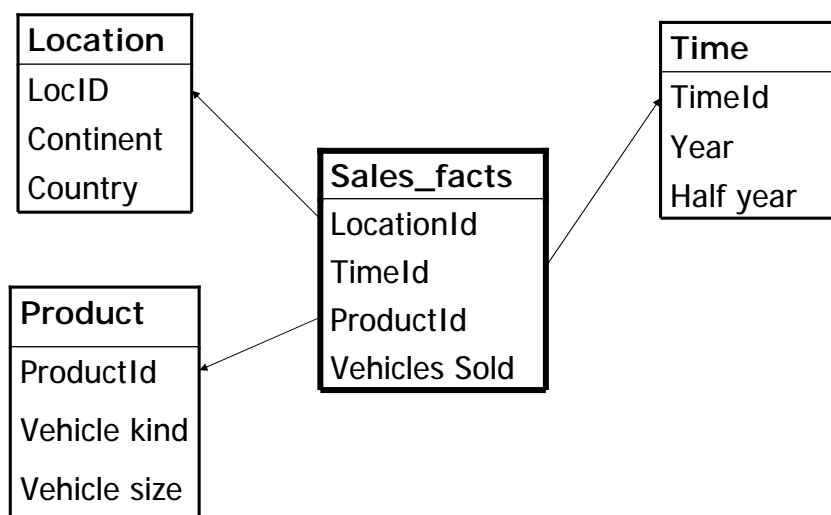 Location
LocID
Continent
Country
Time
TimeId
Year
Half year
Sales_facts
LocationId
TimeId
ProductId
Vehicles Sold
Product
ProductId
Vehicle kind
Vehicle size